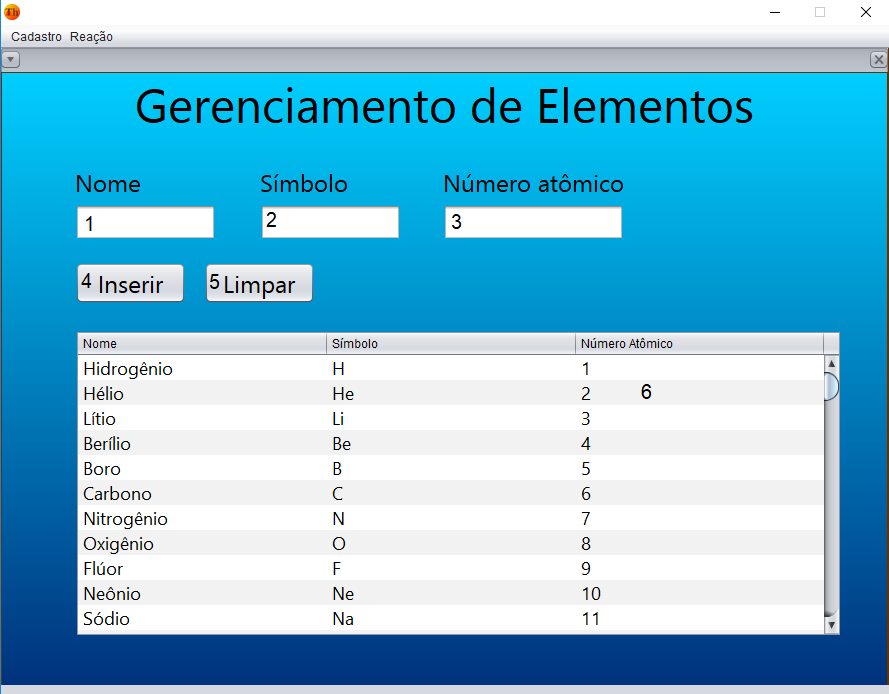 Th
Cadastro Reação
Gerenciamento de Elementos
Nome Símbolo Número atômico
1 2 3
4 Inserir 5 Limpar
Nome Símbolo Número Atômico
Hidrogênio H 1
Hélio He 2 6
Lítio Li 3
Berílio Be 4
Boro B 5
Carbono C 6
Nitrogênio N 7
Oxigênio O 8
Flúor F 9
Neônio Ne 10
Sódio Na 11